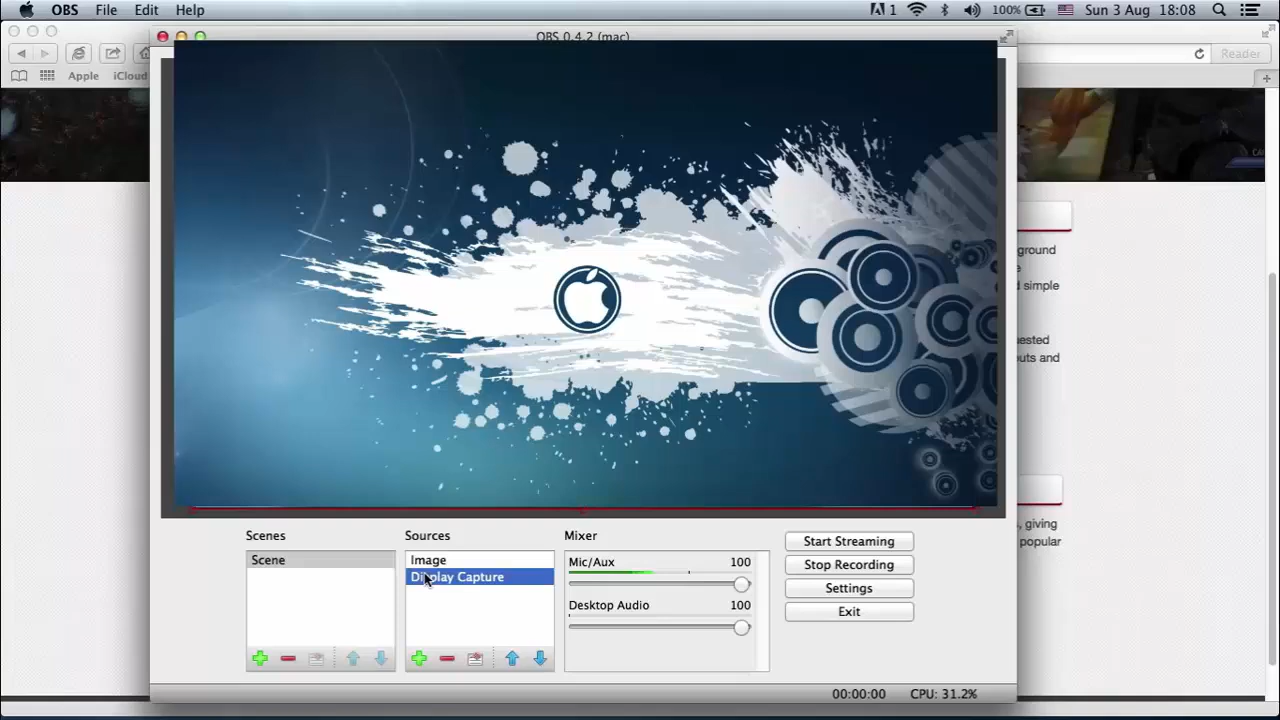 OBS File Edit Help
1 100% Sun 3 Aug 18:08
OBS 0.4.2 (mac)
Reader
Apple iCloud
ground
d simple
ested
outs and
, giving
popular
Scenes Sources Mixer
Scene
Image
Display Capture
Mic/Aux 100
Desktop Audio 100
Start Streaming
Stop Recording
Settings
Exit
00:00:00 CPU: 31.2%